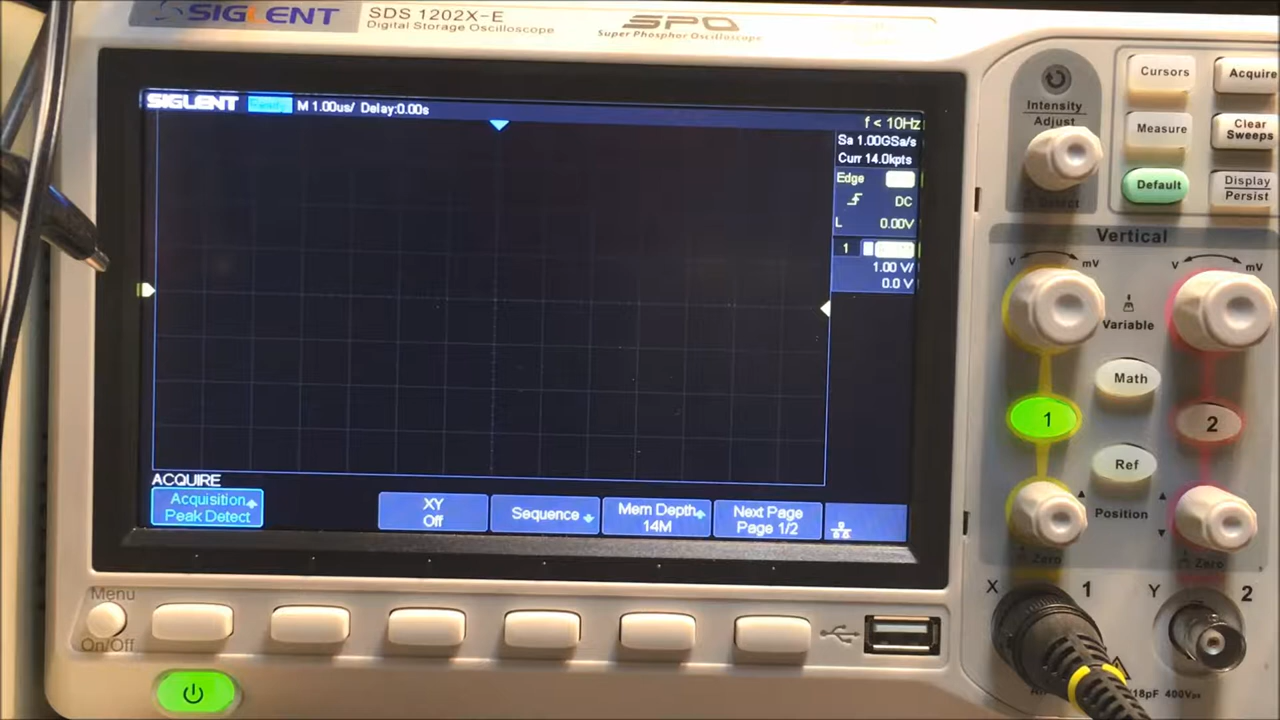 SIGLENT
SDS 1202X-E
Digital Storage Oscilloscope
SPO
Super Phosphor Oscilloscope
SIGLENT Ready M 1.00us/ Delay:0.00s
f < 10Hz
Sa 1.00GSa/s
Curr 14.0kpts
Edge
DC
L 0.00V
1
1.00 V/
0.0 V
ACQUIRE
Acquisition
Peak Detect
XY
Off
Sequence
Mem Depth
14M
Next Page
Page 1/2
Menu
On/Off
Intensity
Adjust
Cursors
Acquire
Measure
Clear
Sweeps
Default
Display
Persist
Vertical
V mV
V mV
Variable
Math
1
2
Ref
Position
Zero
Zero
X 1
Y 2
18pF 400Vpk